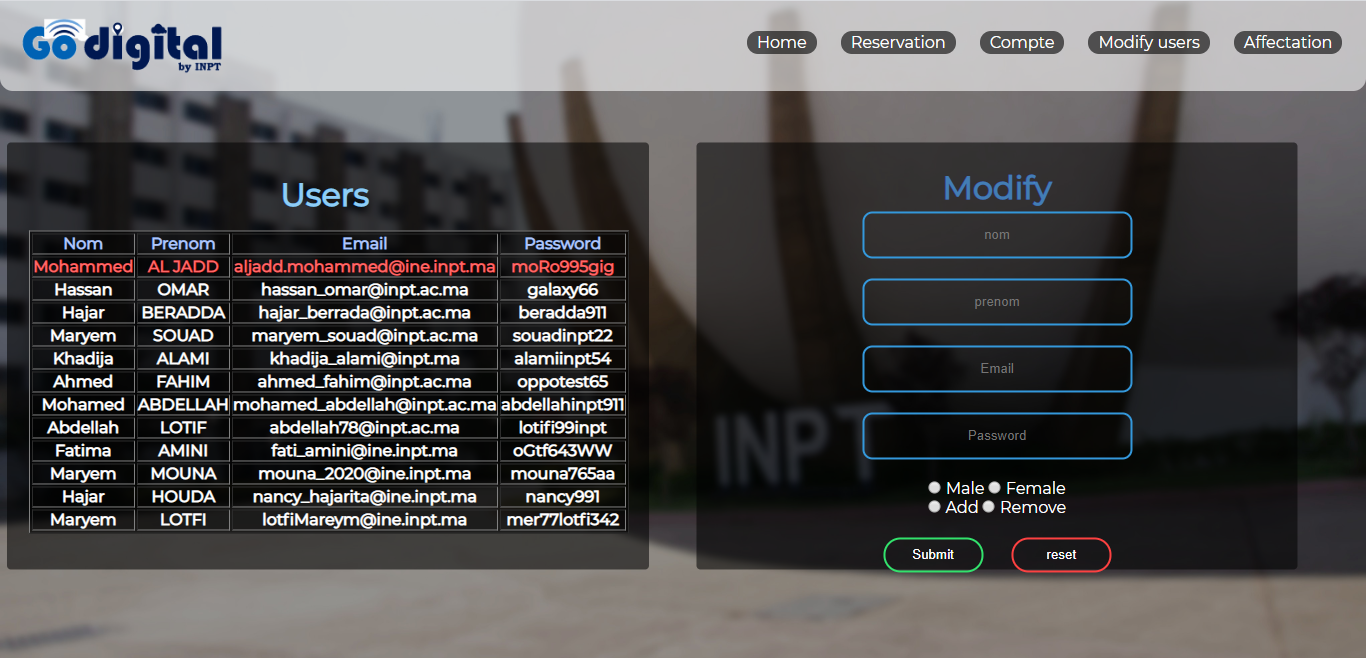 Go digital
by INPT
Home Reservation Compte Modify users Affectation
Users
Nom Prenom Email Password
Mohammed AL JADD aljadd.mohammed@ine.inpt.ma moRo995gig
Hassan OMAR hassan_omar@inpt.ac.ma galaxy66
Hajar BERADDA hajar_berrada@inpt.ac.ma beradda911
Maryem SOUAD maryem_souad@inpt.ac.ma souadinpt22
Khadija ALAMI khadija_alami@inpt.ma alamiinpt54
Ahmed FAHIM ahmed_fahim@inpt.ac.ma oppotest65
Mohamed ABDELLAH mohamed_abdellah@inpt.ac.ma abdellahinpt911
Abdellah LOTIF abdellah78@inpt.ac.ma lotifi99inpt
Fatima AMINI fati_amini@ine.inpt.ma oGtf643WW
Maryem MOUNA mouna_2020@ine.inpt.ma mouna765aa
Hajar HOUDA nancy_hajarita@ine.inpt.ma nancy991
Maryem LOTFI lotfiMareym@ine.inpt.ma mer77lotfi342
Modify
nom
prenom
Email
Password
Male Female
Add Remove
Submit reset
INPT